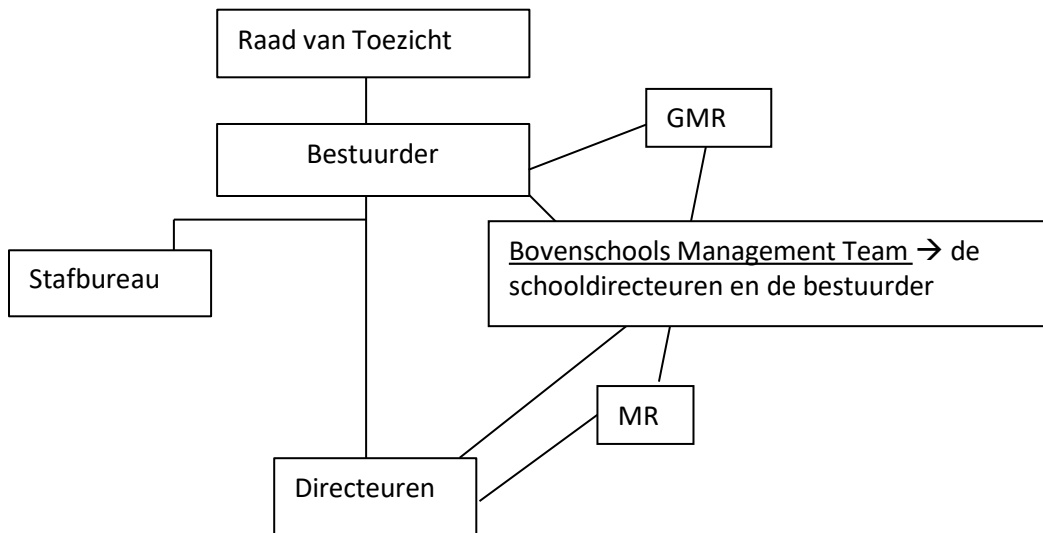 Raad van Toezicht
GMR
Bestuurder
Bovenschools Management Team → de
schooldirecteuren en de bestuurder
Stafbureau
MR
Directeuren